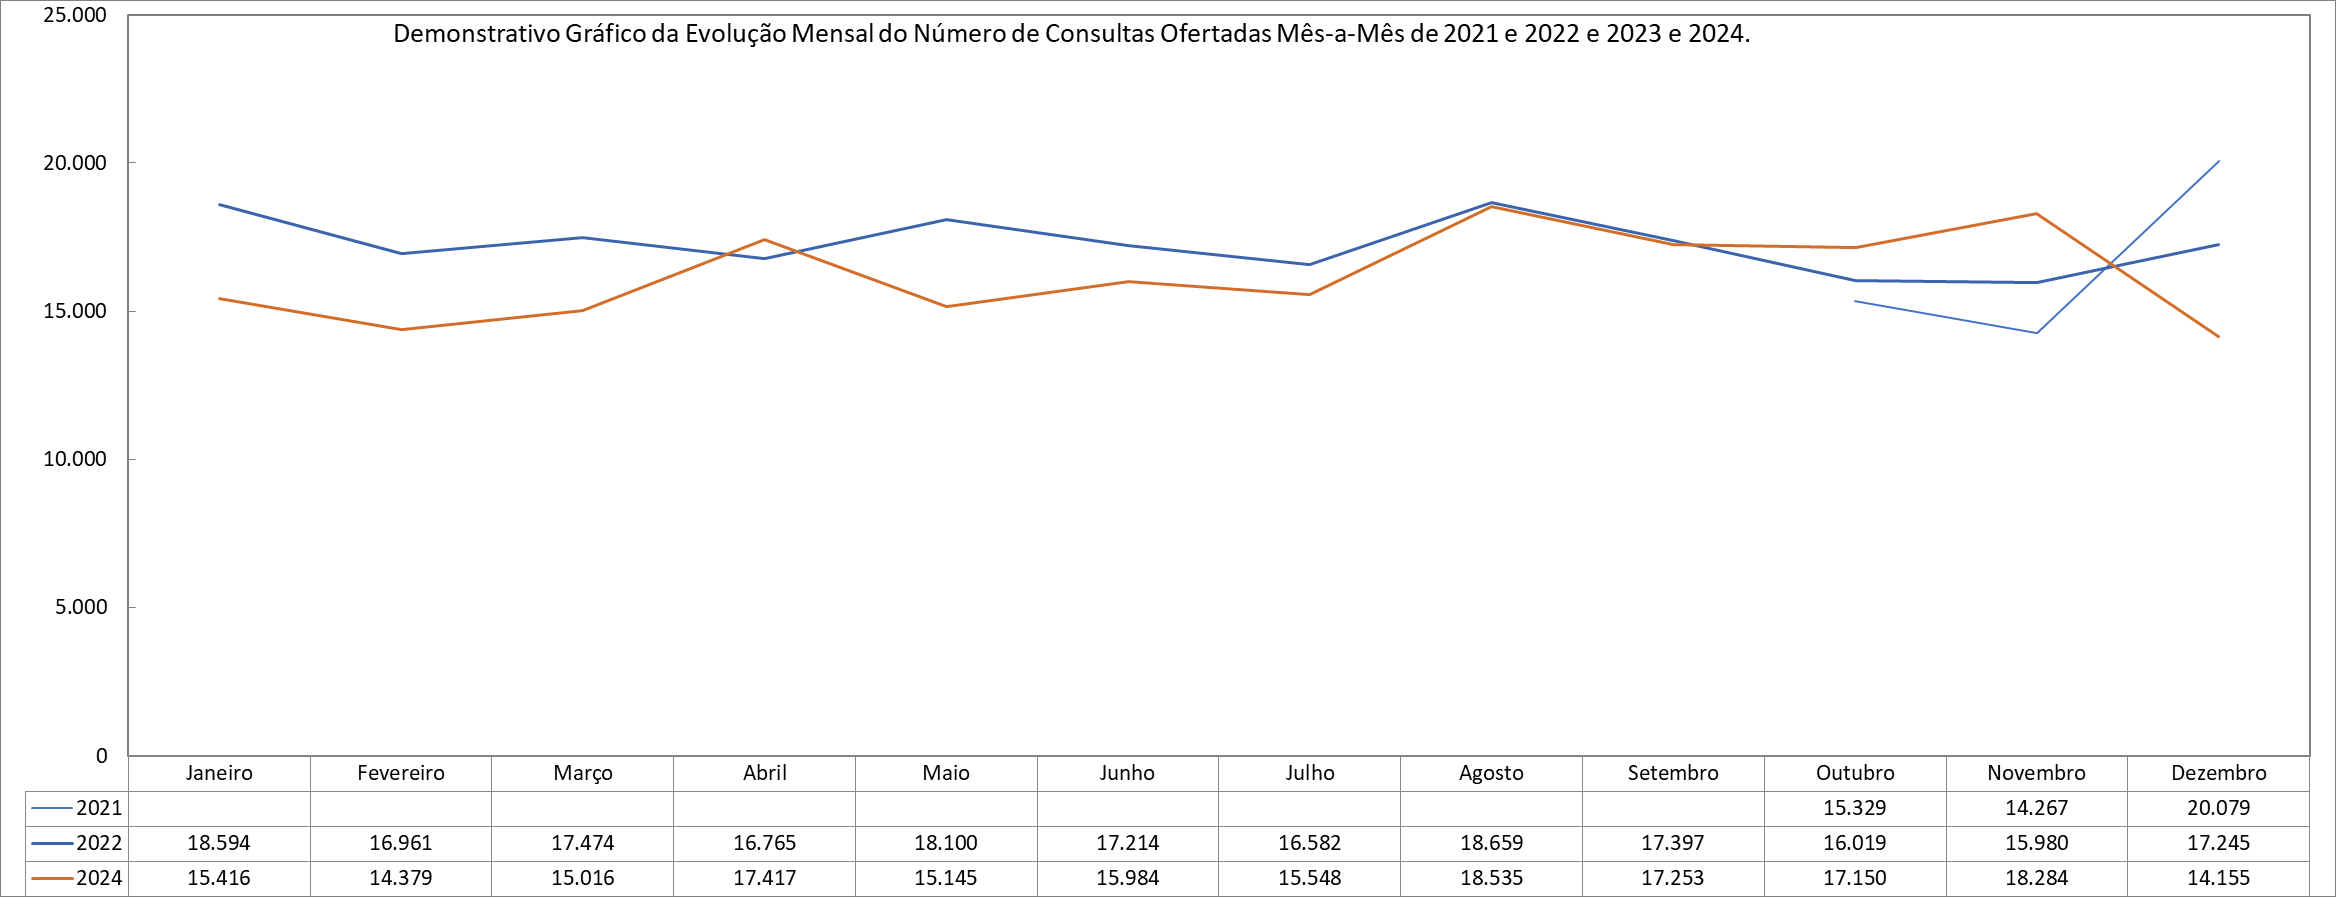 Demonstrativo Gráfico da Evolução Mensal do Número de Consultas Ofertadas Mês-a-Mês de 2021 e 2022 e 2023 e 2024.
25.000
20.000
15.000
10.000
5.000
0
Janeiro Fevereiro Março Abril Maio Junho Julho Agosto Setembro Outubro Novembro Dezembro
2021 15.329 14.267 20.079
2022 18.594 16.961 17.474 16.765 18.100 17.214 16.582 18.659 17.397 16.019 15.980 17.245
2024 15.416 14.379 15.016 17.417 15.145 15.984 15.548 18.535 17.253 17.150 18.284 14.155